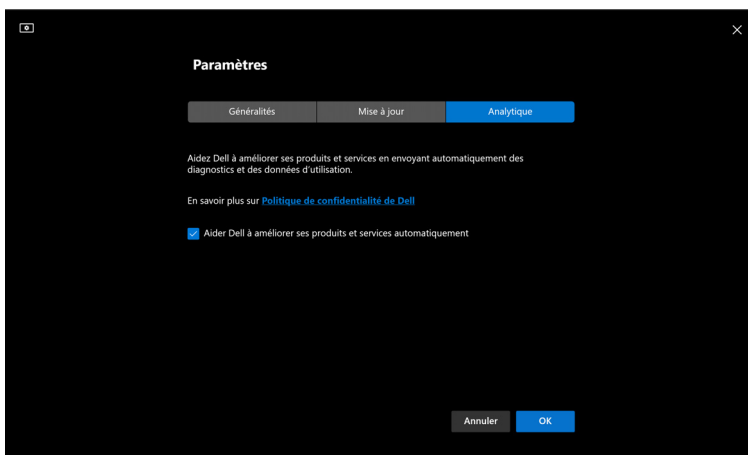 Paramètres
Généralités
Mise à jour
Analytique
Aidez Dell à améliorer ses produits et services en envoyant automatiquement des
diagnostics et des données d'utilisation.
En savoir plus sur Politique de confidentialité de Dell
Aider Dell à améliorer ses produits et services automatiquement
Annuler
OK